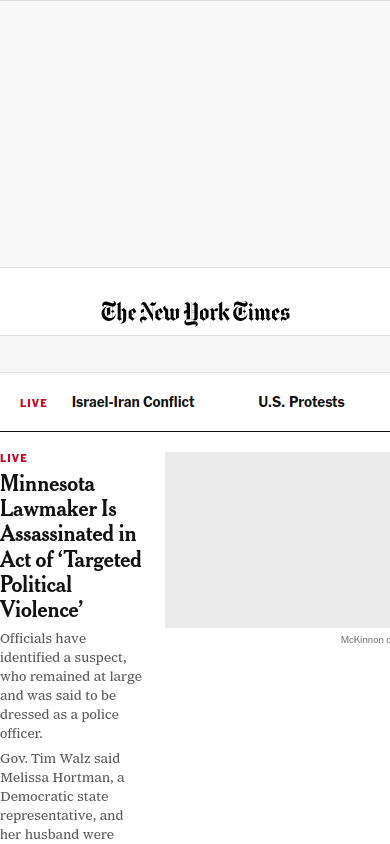 The New York Times
LIVE Israel-Iran Conflict U.S. Protests
LIVE
Minnesota
Lawmaker Is
Assassinated in
Act of ‘Targeted
Political
Violence’
Officials have
identified a suspect,
who remained at large
and was said to be
dressed as a police
officer.
Gov. Tim Walz said
Melissa Hortman, a
Democratic state
representative, and
her husband were
McKinnon